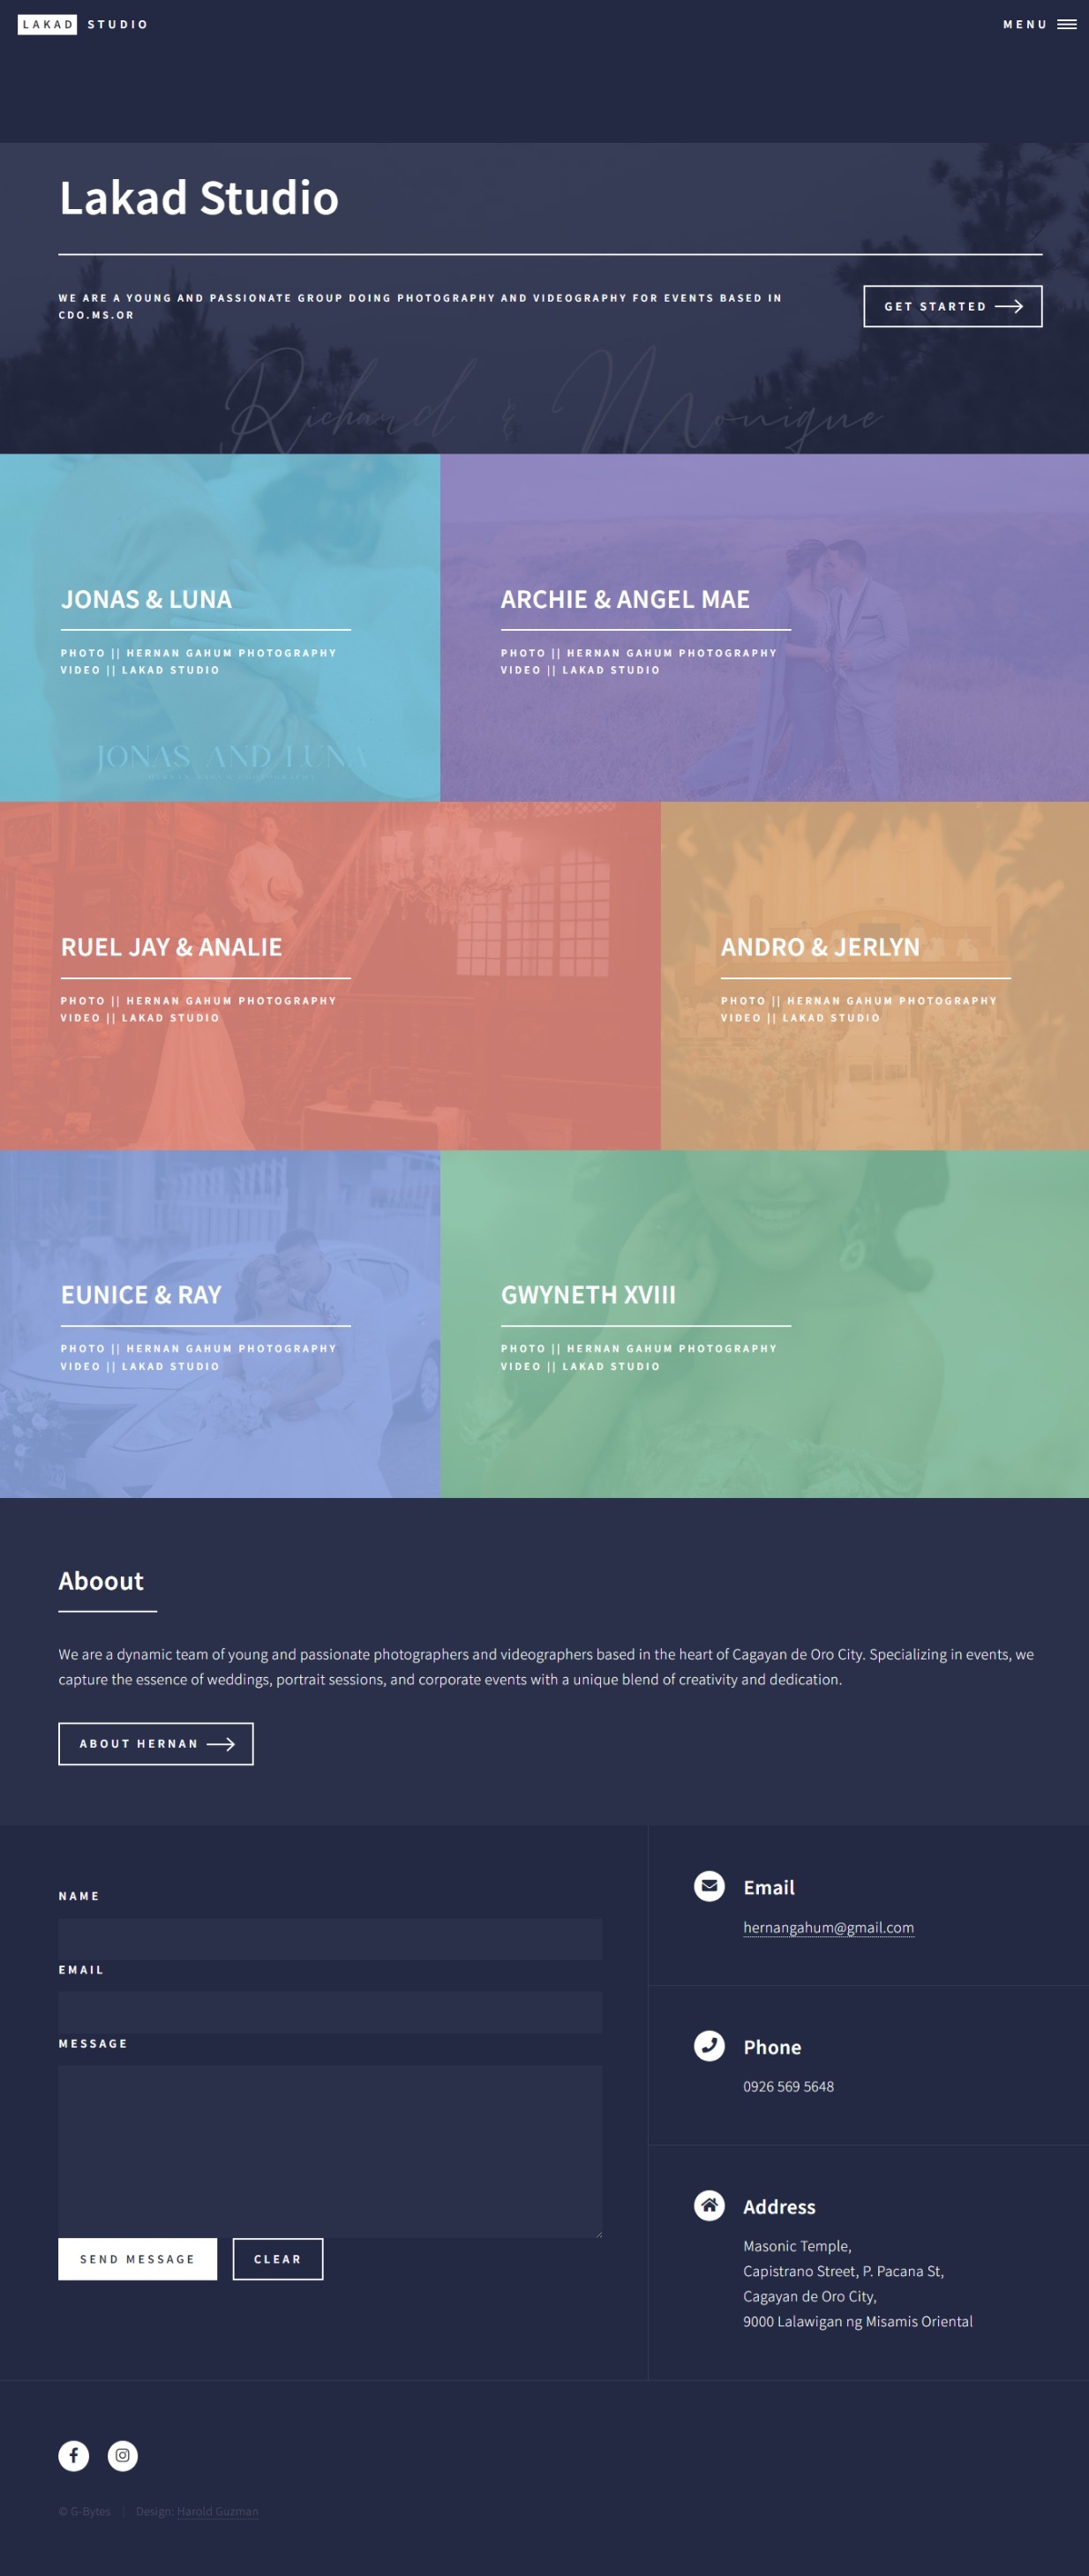 LAKAD STUDIO
MENU
Lakad Studio
WE ARE A YOUNG AND PASSIONATE GROUP DOING PHOTOGRAPHY AND VIDEOGRAPHY FOR EVENTS BASED IN
CDO.MS.OR
GET STARTED
Richard & Monique
JONAS & LUNA
PHOTO || HERNAN GAHUM PHOTOGRAPHY
VIDEO || LAKAD STUDIO
JONAS AND LUNA
HERNAN GAHUM PHOTOGRAPHY
ARCHIE & ANGEL MAE
PHOTO || HERNAN GAHUM PHOTOGRAPHY
VIDEO || LAKAD STUDIO
RUEL JAY & ANALIE
PHOTO || HERNAN GAHUM PHOTOGRAPHY
VIDEO || LAKAD STUDIO
ANDRO & JERLYN
PHOTO || HERNAN GAHUM PHOTOGRAPHY
VIDEO || LAKAD STUDIO
EUNICE & RAY
PHOTO || HERNAN GAHUM PHOTOGRAPHY
VIDEO || LAKAD STUDIO
GWYNETH XVIII
PHOTO || HERNAN GAHUM PHOTOGRAPHY
VIDEO || LAKAD STUDIO
Aboout
We are a dynamic team of young and passionate photographers and videographers based in the heart of Cagayan de Oro City. Specializing in events, we
capture the essence of weddings, portrait sessions, and corporate events with a unique blend of creativity and dedication.
ABOUT HERNAN
NAME
EMAIL
MESSAGE
SEND MESSAGE
CLEAR
Email
hernangahum@gmail.com
Phone
0926 569 5648
Address
Masonic Temple,
Capistrano Street, P. Pacana St,
Cagayan de Oro City,
9000 Lalawigan ng Misamis Oriental
© G-Bytes | Design: Harold Guzman